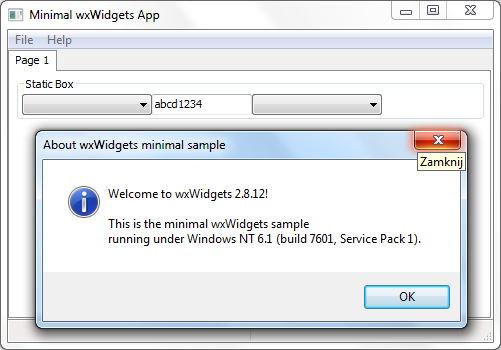 Minimal wxWidgets App
File Help
Page 1
Static Box
abcd1234
About wxWidgets minimal sample
Zamknij
Welcome to wxWidgets 2.8.12!
This is the minimal wxWidgets sample
running under Windows NT 6.1 (build 7601, Service Pack 1).
OK